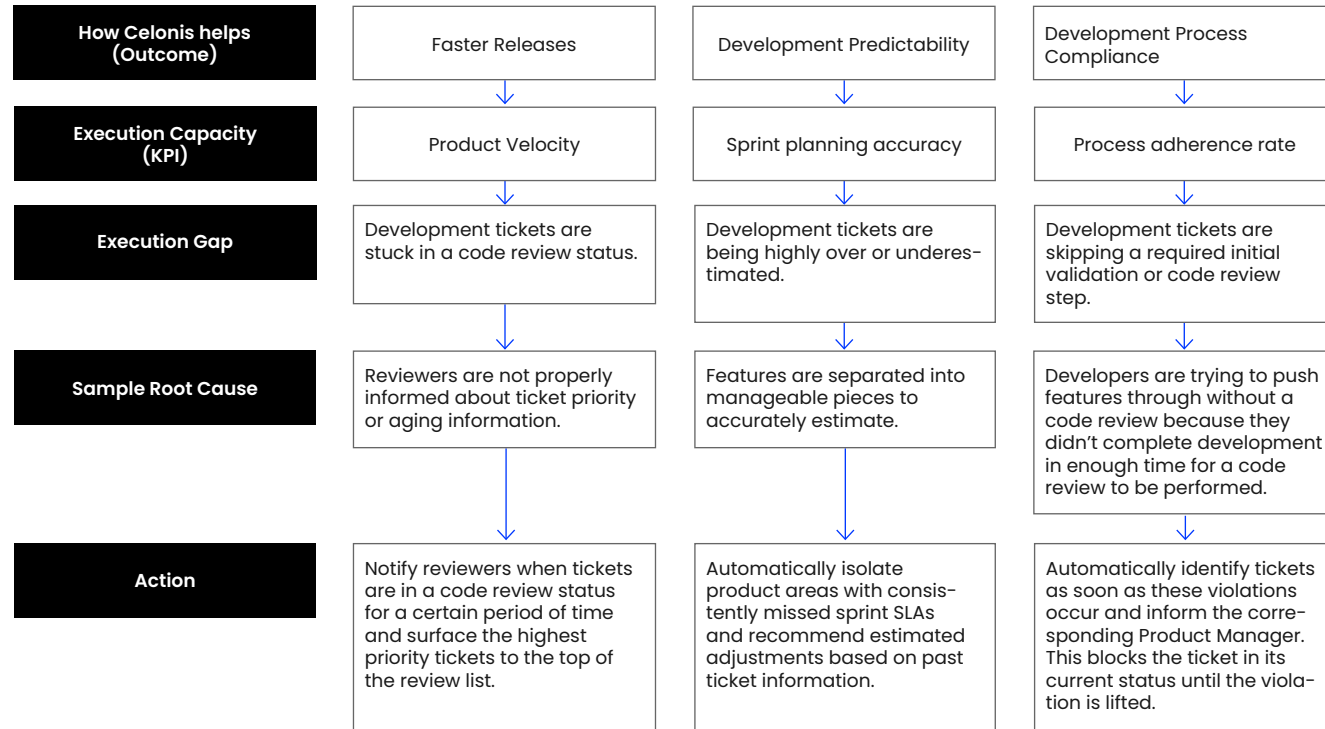 How Celonis helps
(Outcome)
Faster Releases
Development Predictability
Development Process
Compliance
Execution Capacity
(KPI)
Product Velocity
Sprint planning accuracy
Process adherence rate
Execution Gap
Development tickets are
stuck in a code review status.
Development tickets are
being highly over or underes-
timated.
Development tickets are
skipping a required initial
validation or code review
step.
Sample Root Cause
Reviewers are not properly
informed about ticket priority
or aging information.
Features are separated into
manageable pieces to
accurately estimate.
Developers are trying to push
features through without a
code review because they
didn’t complete development
in enough time for a code
review to be performed.
Action
Notify reviewers when tickets
are in a code review status
for a certain period of time
and surface the highest
priority tickets to the top of
the review list.
Automatically isolate
product areas with consis-
tently missed sprint SLAs
and recommend estimated
adjustments based on past
ticket information.
Automatically identify tickets
as soon as these violations
occur and inform the corre-
sponding Product Manager.
This blocks the ticket in its
current status until the viola-
tion is lifted.